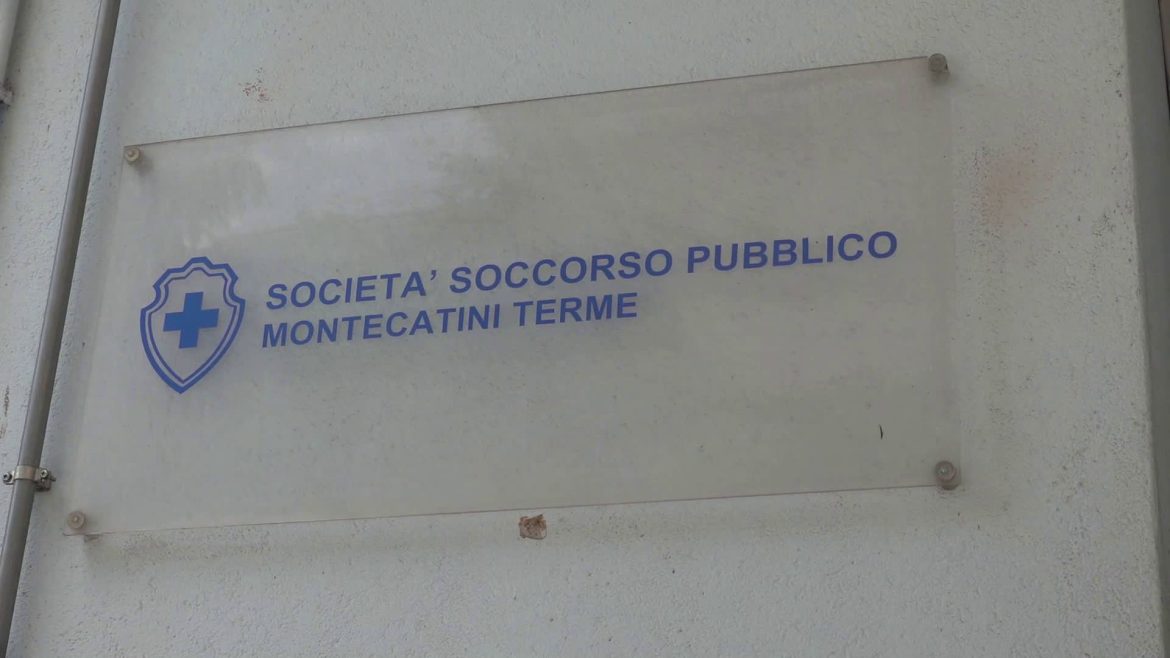 SOCIETA' SOCCORSO PUBBLICO
MONTECATINI TERME